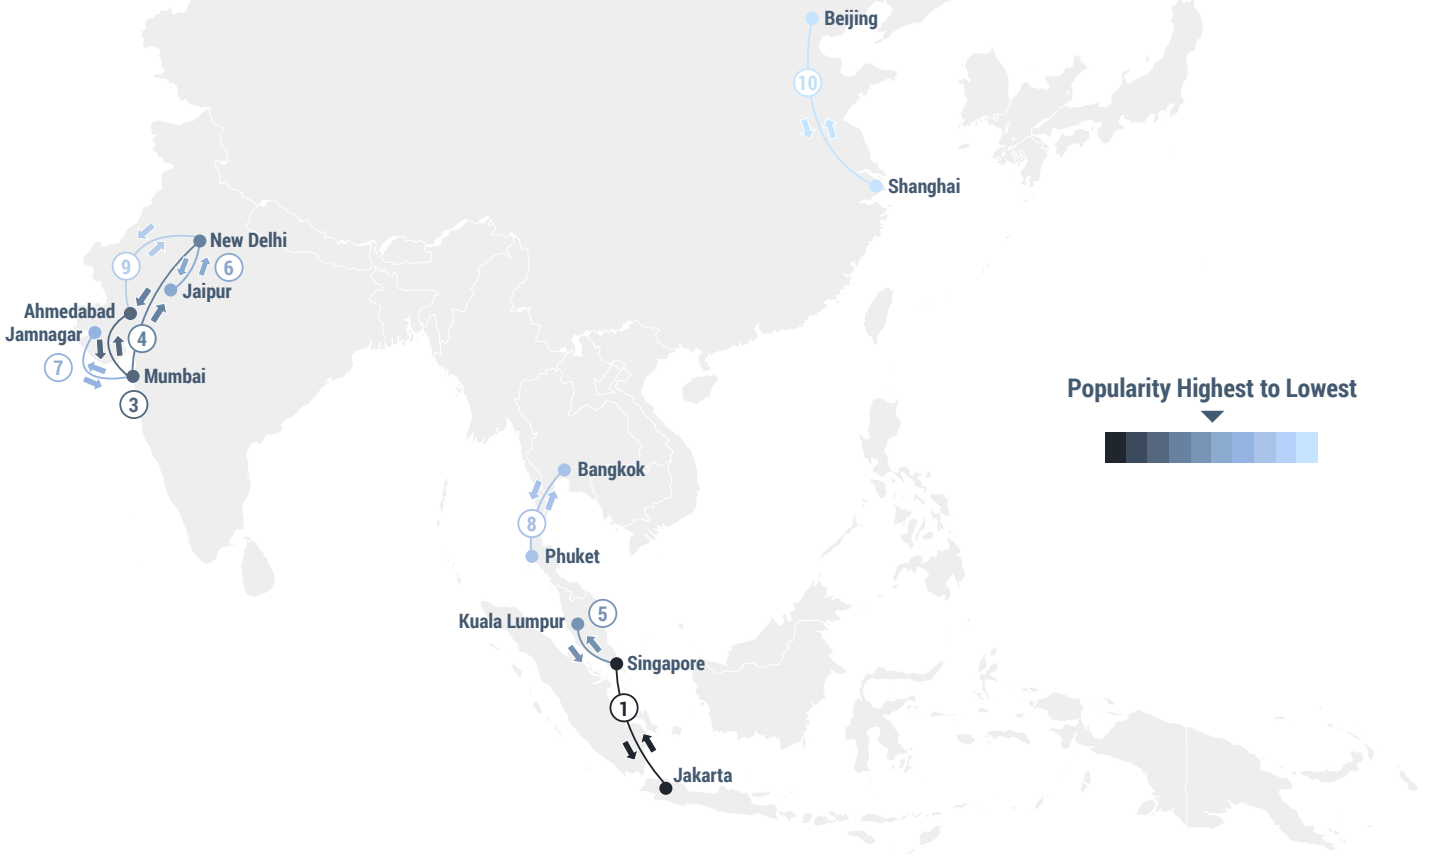 Beijing
10
Shanghai
New Delhi
9
6
Jaipur
Ahmedabad
Jamnagar
4
7
Mumbai
3
Popularity Highest to Lowest
Bangkok
8
Phuket
5
Kuala Lumpur
Singapore
1
Jakarta